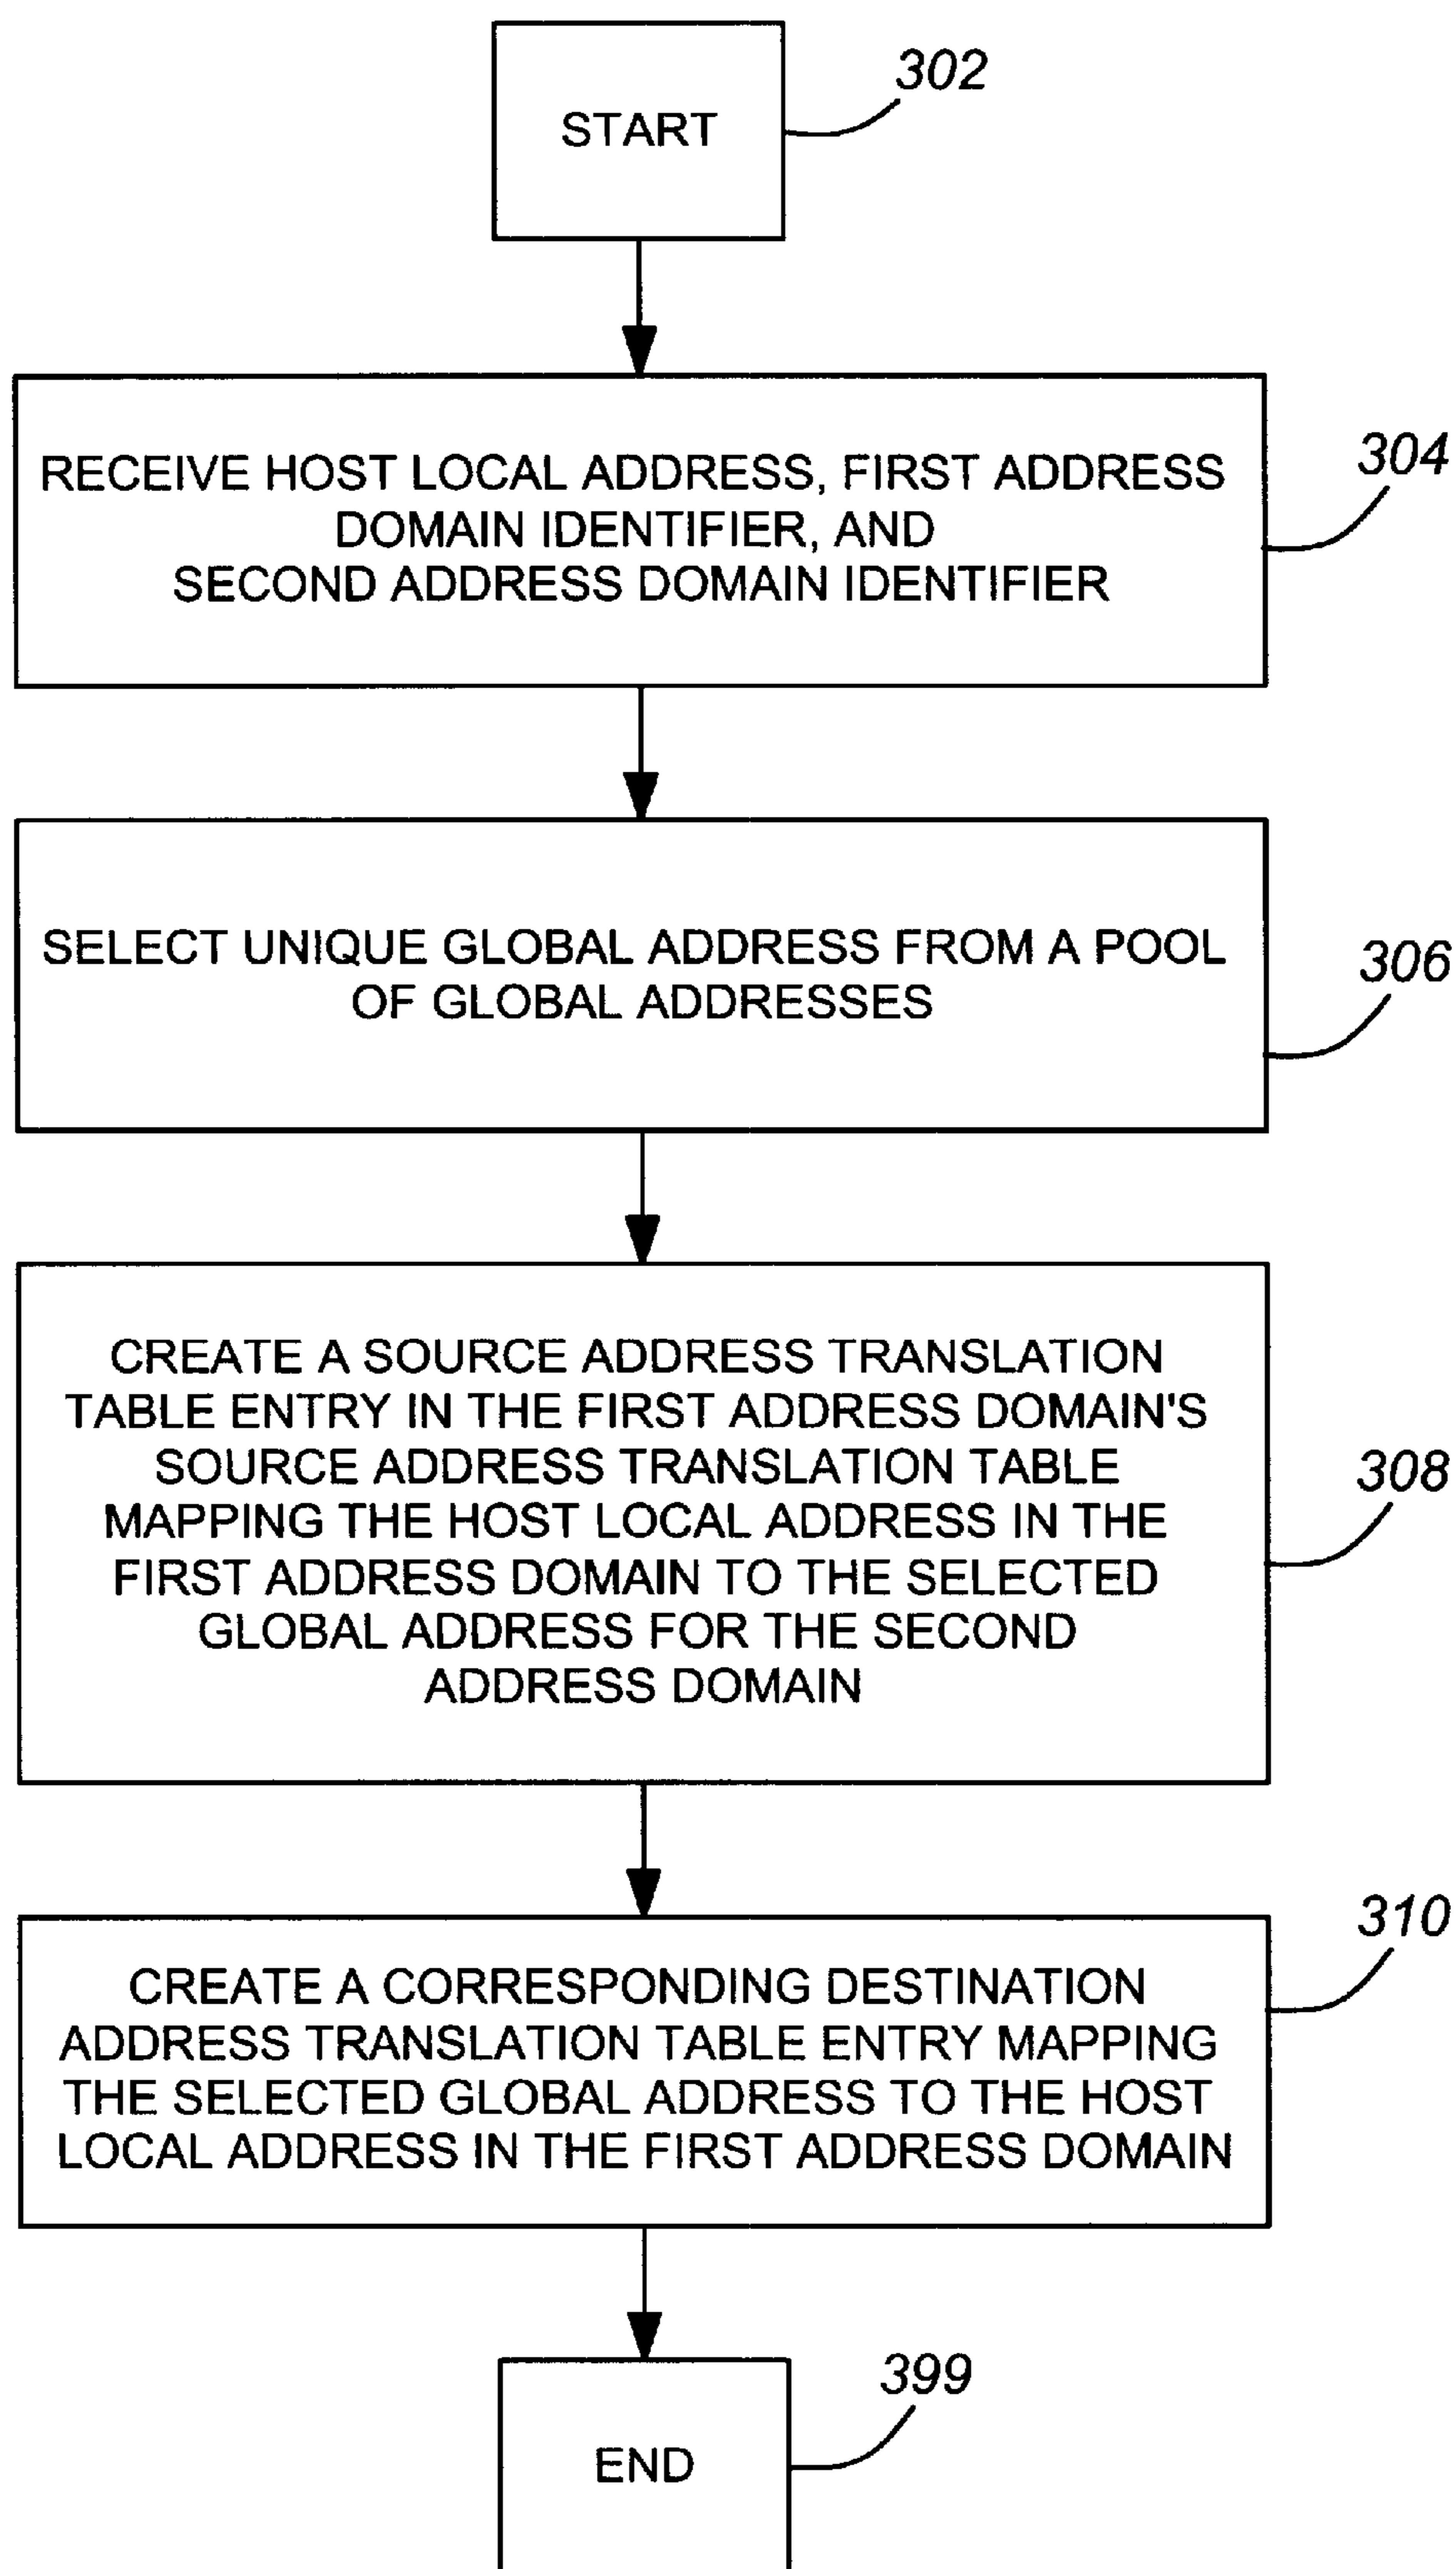 START
302
RECEIVE HOST LOCAL ADDRESS, FIRST ADDRESS
DOMAIN IDENTIFIER, AND
SECOND ADDRESS DOMAIN IDENTIFIER
304
SELECT UNIQUE GLOBAL ADDRESS FROM A POOL
OF GLOBAL ADDRESSES
306
CREATE A SOURCE ADDRESS TRANSLATION
TABLE ENTRY IN THE FIRST ADDRESS DOMAIN'S
SOURCE ADDRESS TRANSLATION TABLE
MAPPING THE HOST LOCAL ADDRESS IN THE
FIRST ADDRESS DOMAIN TO THE SELECTED
GLOBAL ADDRESS FOR THE SECOND
ADDRESS DOMAIN
308
CREATE A CORRESPONDING DESTINATION
ADDRESS TRANSLATION TABLE ENTRY MAPPING
THE SELECTED GLOBAL ADDRESS TO THE HOST
LOCAL ADDRESS IN THE FIRST ADDRESS DOMAIN
310
END
399